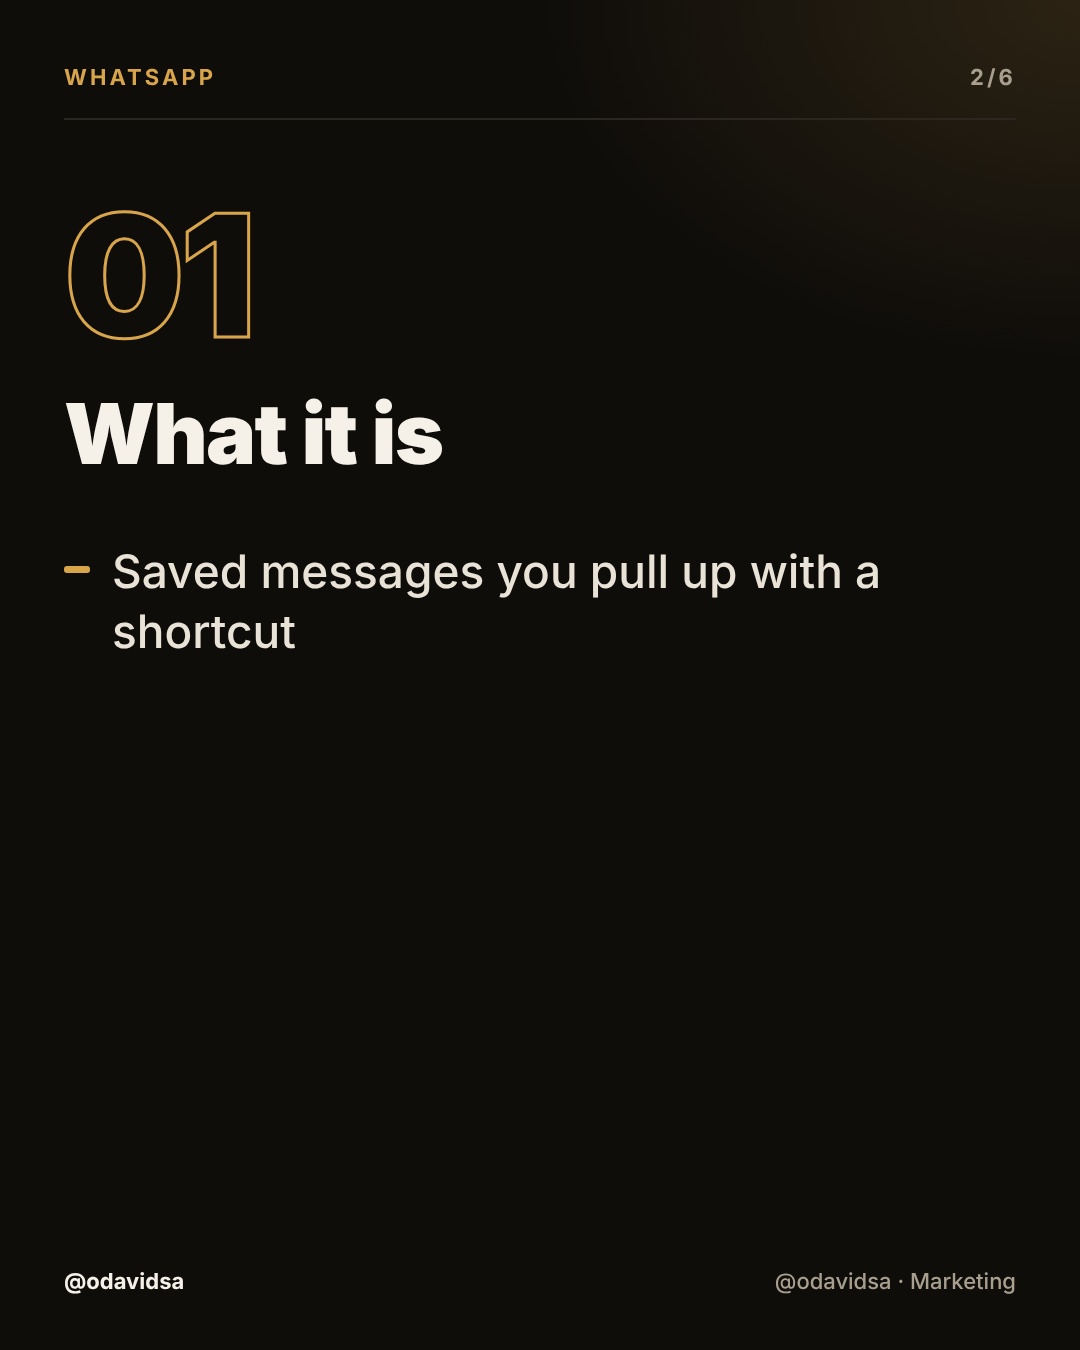 WHATSAPP
2/6
01
What it is
Saved messages you pull up with a
shortcut
@odavidsa
@odavidsa · Marketing